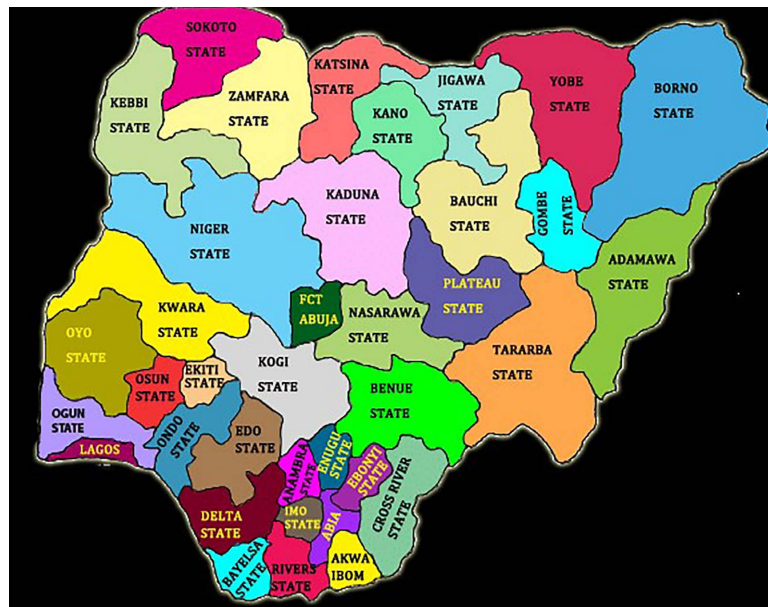 SOKOTO
STATE
KEBBI
STATE
ZAMFARA
STATE
KATSINA
STATE
KANO
STATE
JIGAWA
STATE
YOBE
STATE
BORNO
STATE
NIGER
STATE
KADUNA
STATE
BAUCHI
STATE
GOMBE
STATE
ADAMAWA
STATE
KWARA
STATE
FCT
ABUJA
NASARAWA
STATE
PLATEAU
STATE
TARARBA
STATE
OYO
STATE
OSUN
STATE
EKITI
STATE
KOGI
STATE
BENUE
STATE
OGUN
STATE
LAGOS
ONDO
STATE
EDO
STATE
ANAMBRA
STATE
ENUGU
STATE
EBONYI
STATE
CROSS RIVER
STATE
DELTA
STATE
IMO
STATE
ABIA
BAYELSA
STATE
RIVERS
STATE
AKWA
IBOM